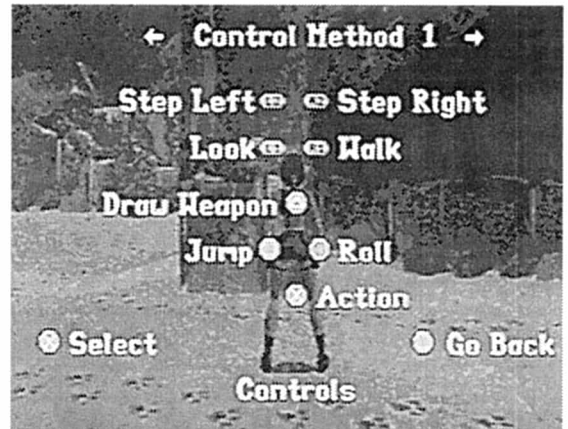 ← Control Method 1 →
Step Left Step Right
Look Walk
Draw Weapon
Jump Roll
Action
Select Go Back
Controls